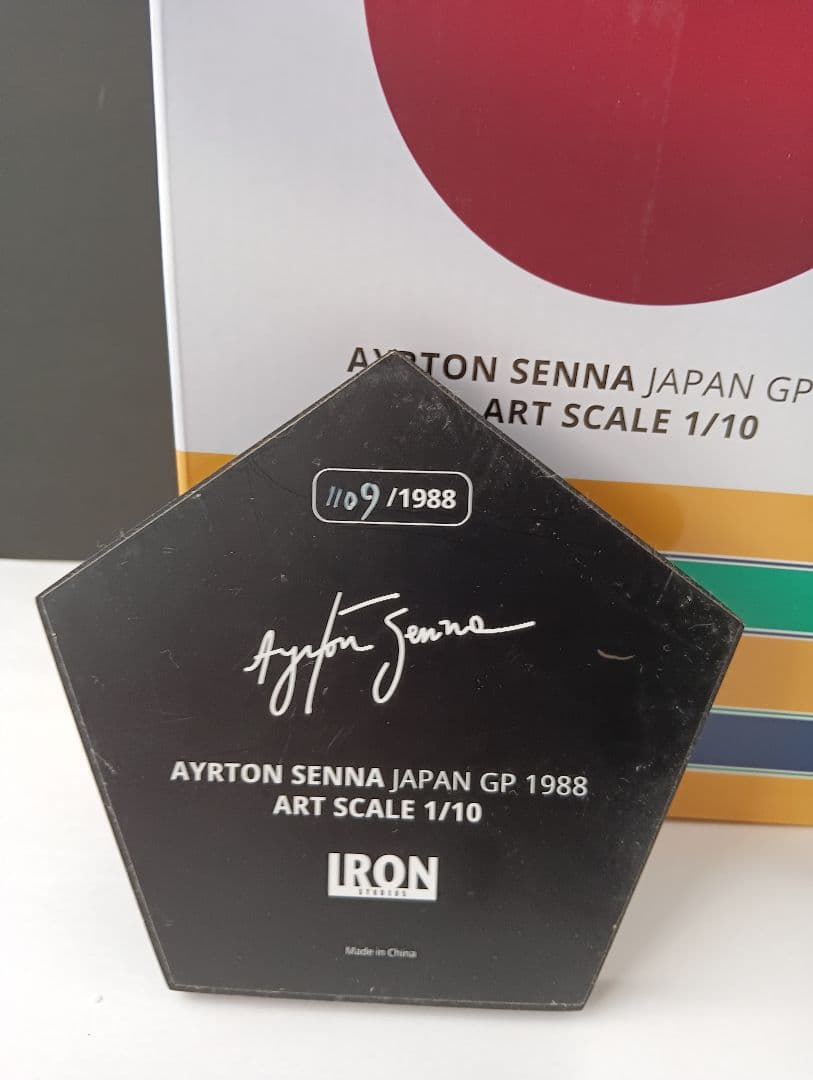 AYRTON SENNA JAPAN GP
ART SCALE 1/10
1109/1988
Ayrton Senna
AYRTON SENNA JAPAN GP 1988
ART SCALE 1/10
IRON
STUDIOS
Made in China